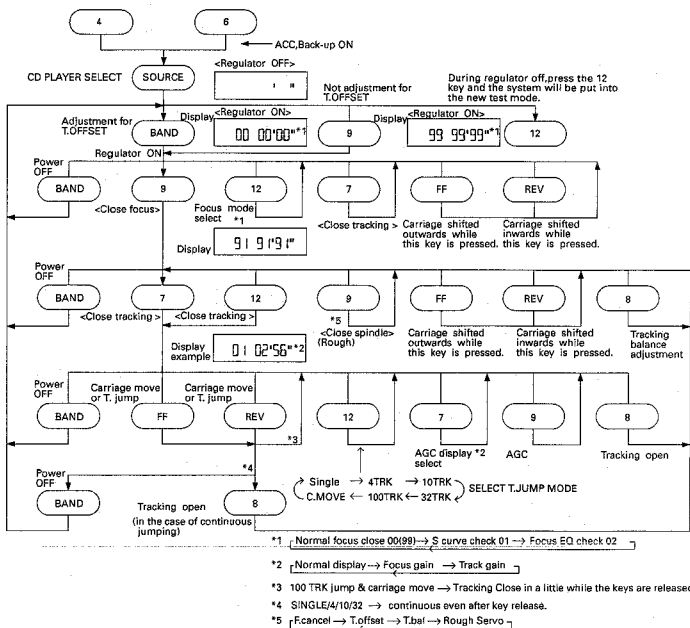 4
6
ACC,Back-up ON
CD PLAYER SELECT
SOURCE
<Regulator OFF>
' "
Not adjustment for
T.OFFSET
During regulator off,press the 12
key and the system will be put into
the new test mode.
Adjustment for
T.OFFSET
BAND
Display
<Regulator ON>
00 00'00"*1
9
Display
<Regulator ON>
99 99'99"*1
12
Regulator ON
Power
OFF
BAND
9
12
7
FF
REV
<Close focus>
Focus mode
select
*1
<Close tracking >
Carriage shifted
outwards while
this key is pressed.
Carriage shifted
inwards while
this key is pressed.
Display
91 91'91"
Power
OFF
BAND
7
12
9
FF
REV
8
<Close tracking >
<Close tracking >
*5
<Close spindle>
(Rough)
Carriage shifted
outwards while
this key is pressed.
Carriage shifted
inwards while
this key is pressed.
Tracking
balance
adjustment
Display
example
01 02'56"*2
Power
OFF
Carriage move
or T. jump
Carriage move
or T. jump
BAND
FF
REV
12
7
9
8
*3
AGC display *2
select
AGC
Tracking open
*4
Single → 4TRK → 10TRK
C.MOVE ← 100TRK ← 32TRK
SELECT T.JUMP MODE
Power
OFF
BAND
Tracking open
(in the case of continuous
jumping)
8
*1 Normal focus close 00(99) → S curve check 01 → Focus EQ check 02
*2 Normal display → Focus gain → Track gain
*3 100 TRK jump & carriage move → Tracking Close in a little while the keys are released
*4 SINGLE/4/10/32 → continuous even after key release.
*5 F.cancel → T.offset → T.bal → Rough Servo